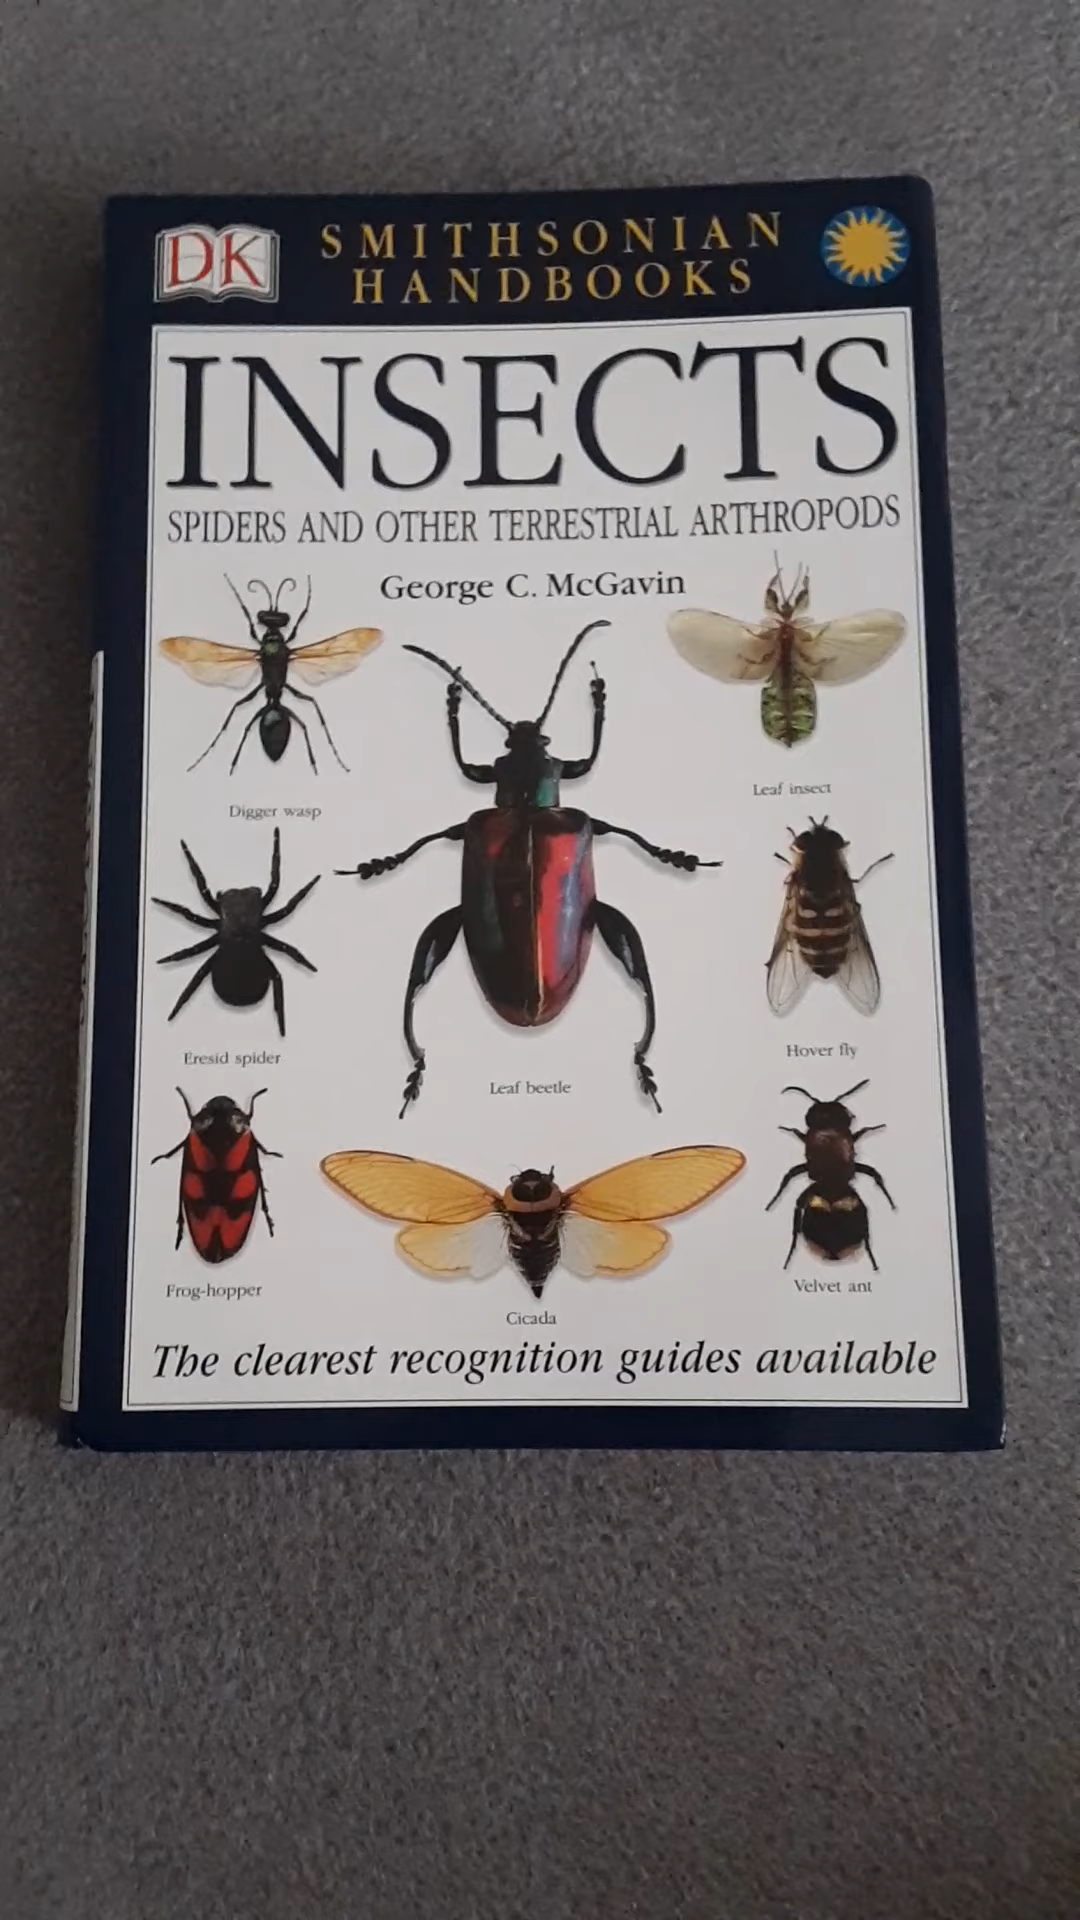 DK
SMITHSONIAN
HANDBOOKS
INSECTS
SPIDERS AND OTHER TERRESTRIAL ARTHROPODS
George C. McGavin
Digger wasp
Leaf insect
Eresid spider
Leaf beetle
Hover fly
Frog-hopper
Cicada
Velvet ant
The clearest recognition guides available